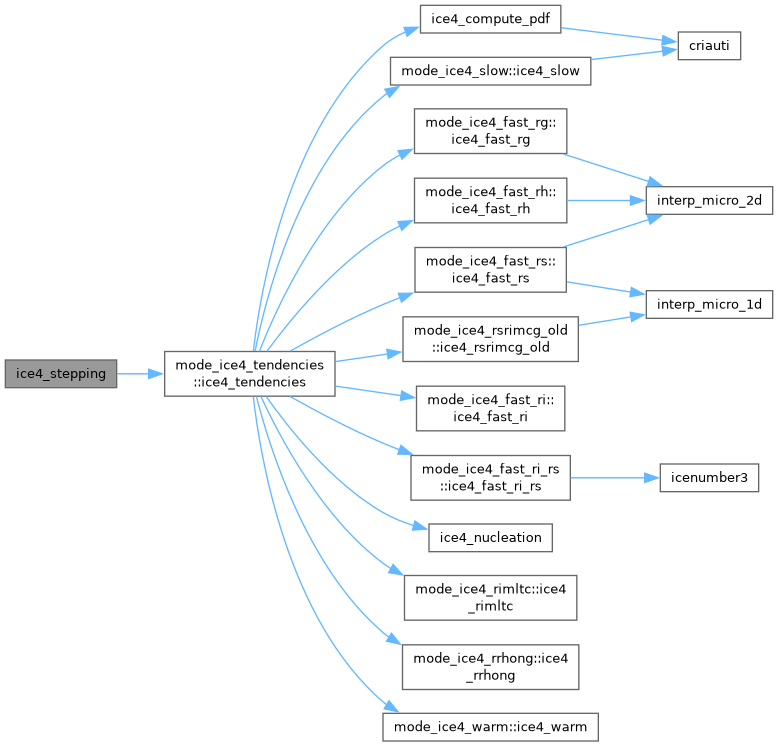 ice4_compute_pdf
criauti
mode_ice4_slow::ice4_slow
mode_ice4_fast_rg::
ice4_fast_rg
mode_ice4_fast_rh::
ice4_fast_rh
interp_micro_2d
mode_ice4_fast_rs::
ice4_fast_rs
interp_micro_1d
mode_ice4_rsrimcg_old
::ice4_rsrimcg_old
ice4_stepping
mode_ice4_tendencies
::ice4_tendencies
mode_ice4_fast_ri::
ice4_fast_ri
mode_ice4_fast_ri_rs
::ice4_fast_ri_rs
icenumber3
ice4_nucleation
mode_ice4_rimltc::ice4
_rimltc
mode_ice4_rrhong::ice4
_rrhong
mode_ice4_warm::ice4_warm